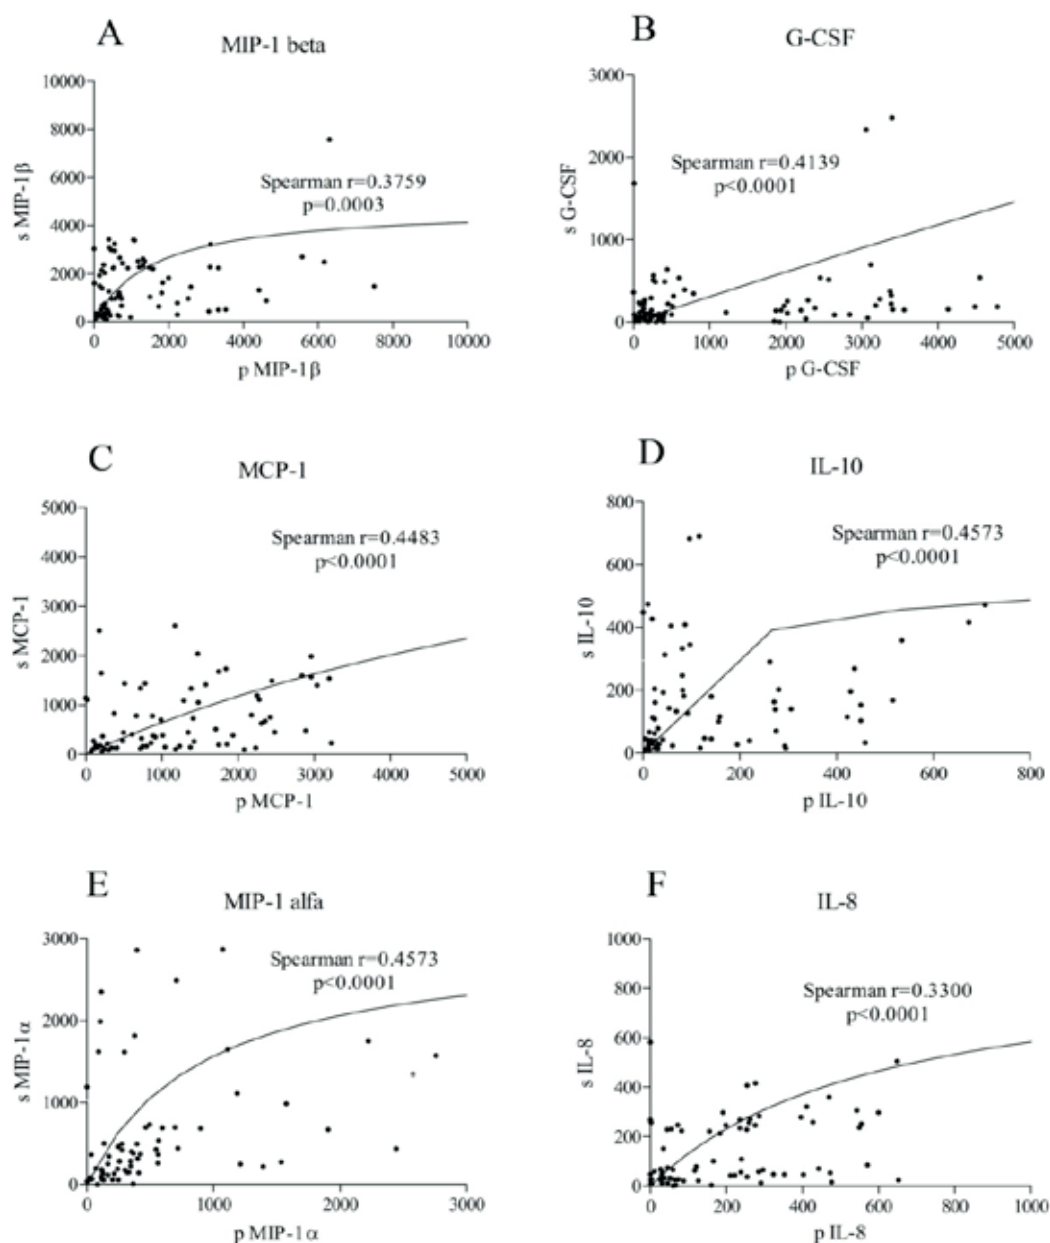 A
MIP-1 beta
10000
8000
6000
4000
2000
0
s MIP-1β
Spearman r=0.3759
p=0.0003
0 2000 4000 6000 8000 10000
p MIP-1β
B
G-CSF
3000
2000
1000
0
s G-CSF
Spearman r=0.4139
p<0.0001
0 1000 2000 3000 4000 5000
p G-CSF
C
MCP-1
5000
4000
3000
2000
1000
0
s MCP-1
Spearman r=0.4483
p<0.0001
0 1000 2000 3000 4000 5000
p MCP-1
D
IL-10
800
600
400
200
0
s IL-10
Spearman r=0.4573
p<0.0001
0 200 400 600 800
p IL-10
E
MIP-1 alfa
3000
2000
1000
0
s MIP-1α
Spearman r=0.4573
p<0.0001
0 1000 2000 3000
p MIP-1α
F
IL-8
1000
800
600
400
200
0
s IL-8
Spearman r=0.3300
p<0.0001
0 200 400 600 800 1000
p IL-8